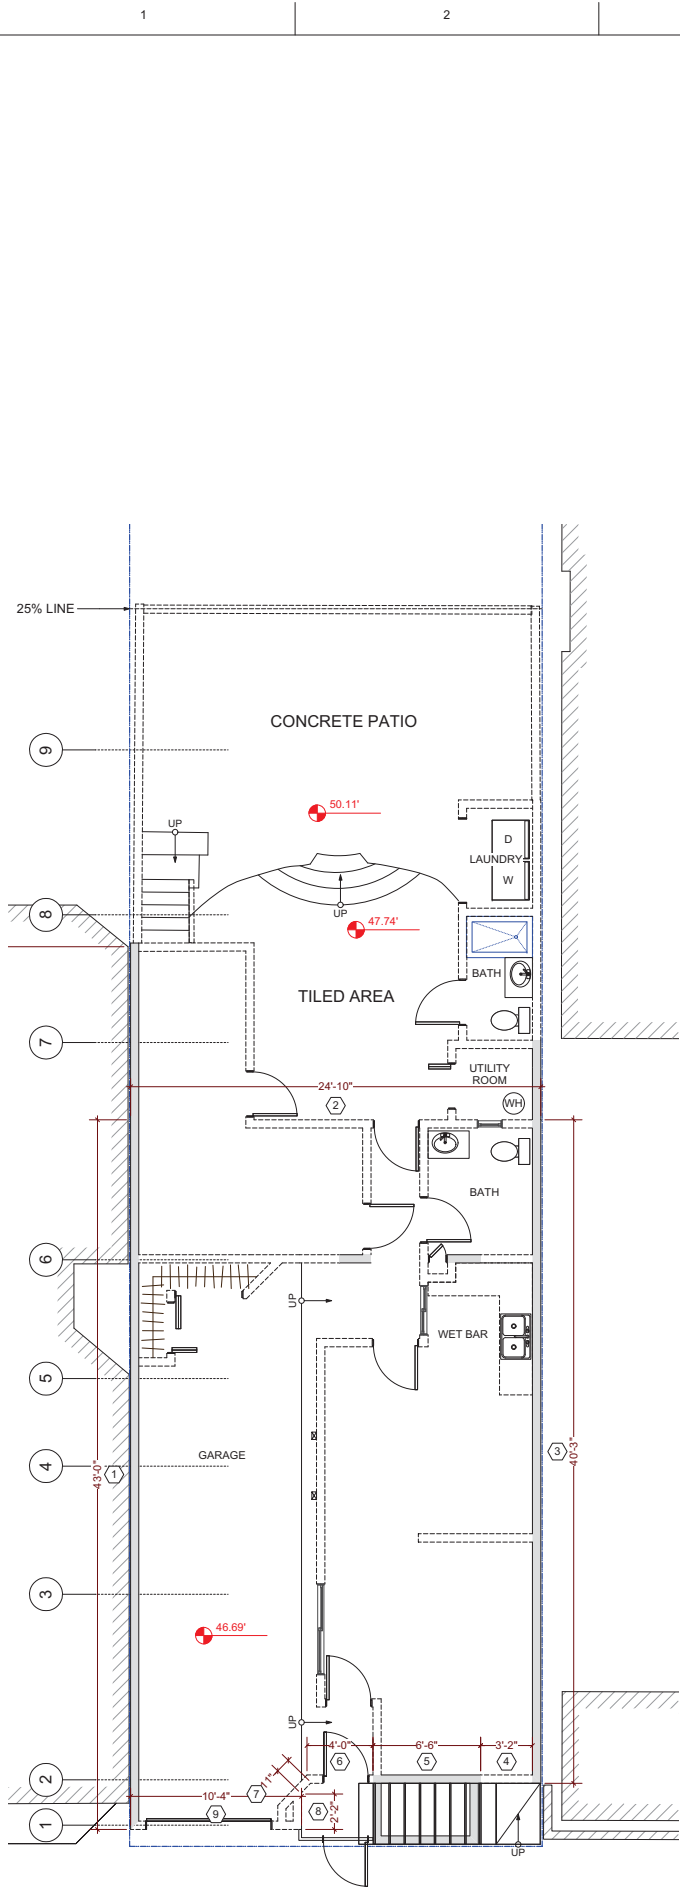 1
2
25% LINE
CONCRETE PATIO
9
50.11'
UP
D
LAUNDRY
W
8
UP
47.74'
BATH
TILED AREA
7
UTILITY
ROOM
24'-10"
2
WH
BATH
6
UP
WET BAR
5
GARAGE
4
43'-0"
1
3
40'-3"
3
46.69'
UP
4'-0"
6'-6"
3'-2"
6
5
4
2
11"
7
10'-4"
9
8
2'-2"
1
UP